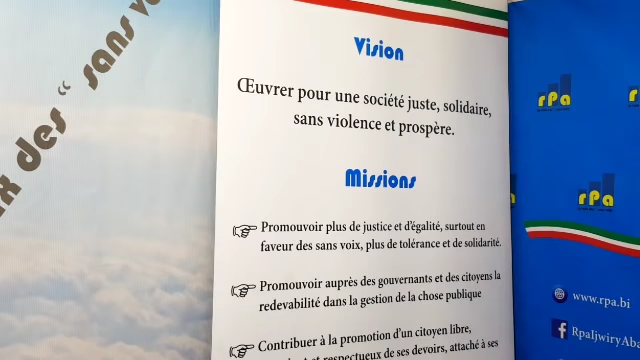 des " sans
Vision
Œuvrer pour une société juste, solidaire,
sans violence et prospère.
Missions
Promouvoir plus de justice et d'égalité, surtout en
faveur des sans voix, plus de tolérance et de solidarité.
Promouvoir auprès des gouvernants et des citoyens la
redevabilité dans la gestion de la chose publique
Contribuer à la promotion d'un citoyen libre,
et respectueux de ses devoirs, attaché à ses
rPa
rPa
www.rpa.bi
RpaIjwiryAba